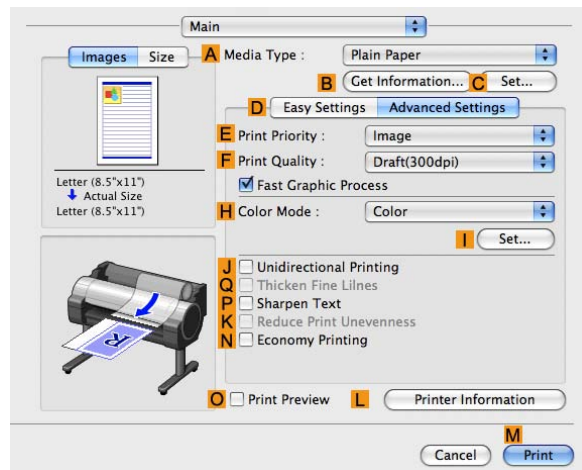 Main
Images Size
A Media Type : Plain Paper
B Get Information... C Set...
D Easy Settings Advanced Settings
E Print Priority : Image
F Print Quality : Draft(300dpi)
Fast Graphic Process
H Color Mode : Color
I Set...
Letter (8.5"x11")
Actual Size
Letter (8.5"x11")
J Unidirectional Printing
Q Thicken Fine Lilnes
P Sharpen Text
K Reduce Print Unevenness
N Economy Printing
R
O Print Preview L Printer Information
M
Cancel Print